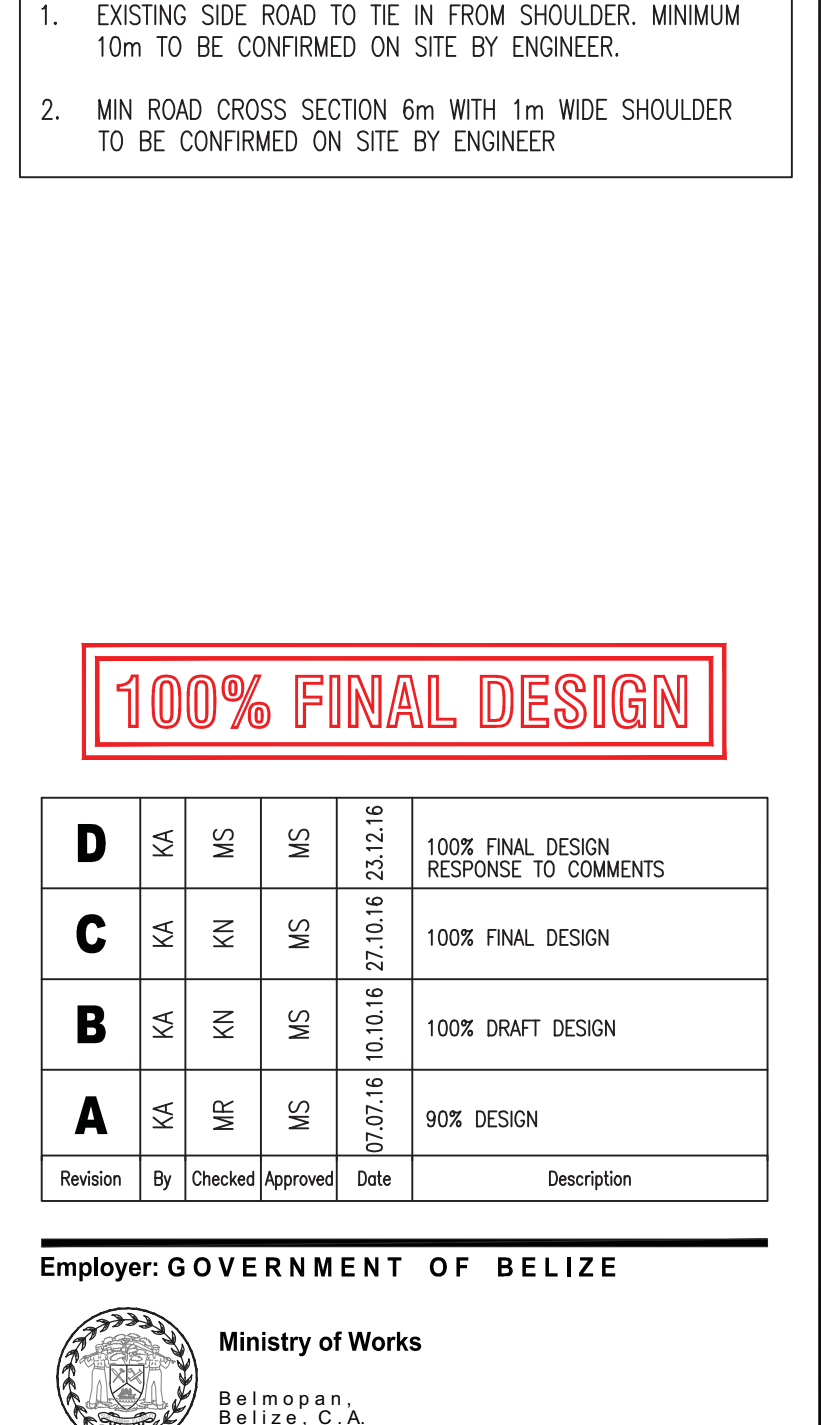 1. EXISTING SIDE ROAD TO TIE IN FROM SHOULDER. MINIMUM
10m TO BE CONFIRMED ON SITE BY ENGINEER.
2. MIN ROAD CROSS SECTION 6m WITH 1m WIDE SHOULDER
TO BE CONFIRMED ON SITE BY ENGINEER
100% FINAL DESIGN
D KA MS MS 23.12.16 100% FINAL DESIGN
RESPONSE TO COMMENTS
C KA KN MS 27.10.16 100% FINAL DESIGN
B KA KN MS 10.10.16 100% DRAFT DESIGN
A KA MR MS 07.07.16 90% DESIGN
Revision By Checked Approved Date Description
Employer: GOVERNMENT OF BELIZE
Ministry of Works
Belmopan,
Belize, C.A.